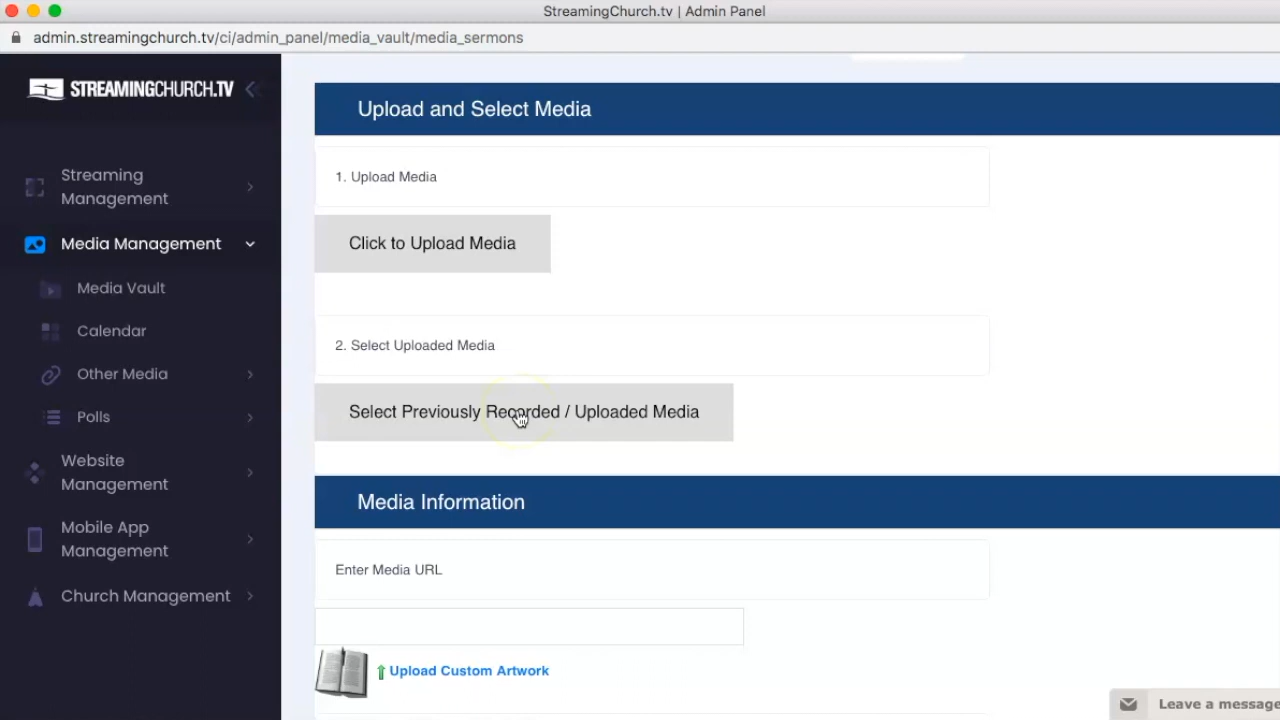 StreamingChurch.tv | Admin Panel
admin.streamingchurch.tv/ci/admin_panel/media_vault/media_sermons
STREAMINGCHURCH.TV
Streaming
Management
Media Management
Media Vault
Calendar
Other Media
Polls
Website
Management
Mobile App
Management
Church Management
Upload and Select Media
1. Upload Media
Click to Upload Media
2. Select Uploaded Media
Select Previously Recorded / Uploaded Media
Media Information
Enter Media URL
Upload Custom Artwork
Leave a message